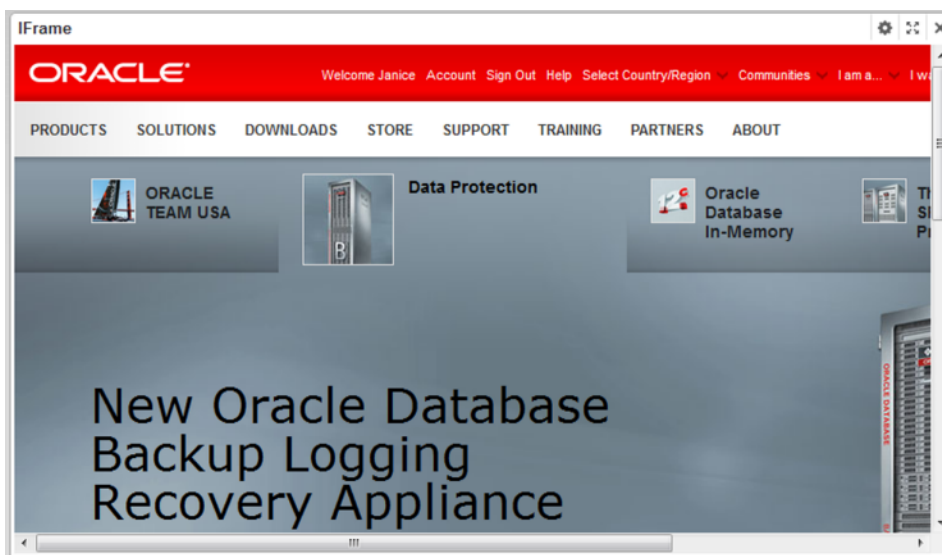 IFrame
ORACLE
Welcome Janice Account Sign Out Help Select Country/Region Communities I am a...
PRODUCTS SOLUTIONS DOWNLOADS STORE SUPPORT TRAINING PARTNERS ABOUT
ORACLE
TEAM USA
B
Data Protection
12c
Oracle
Database
In-Memory
New Oracle Database
Backup Logging
Recovery Appliance
ORACLE DATABASE